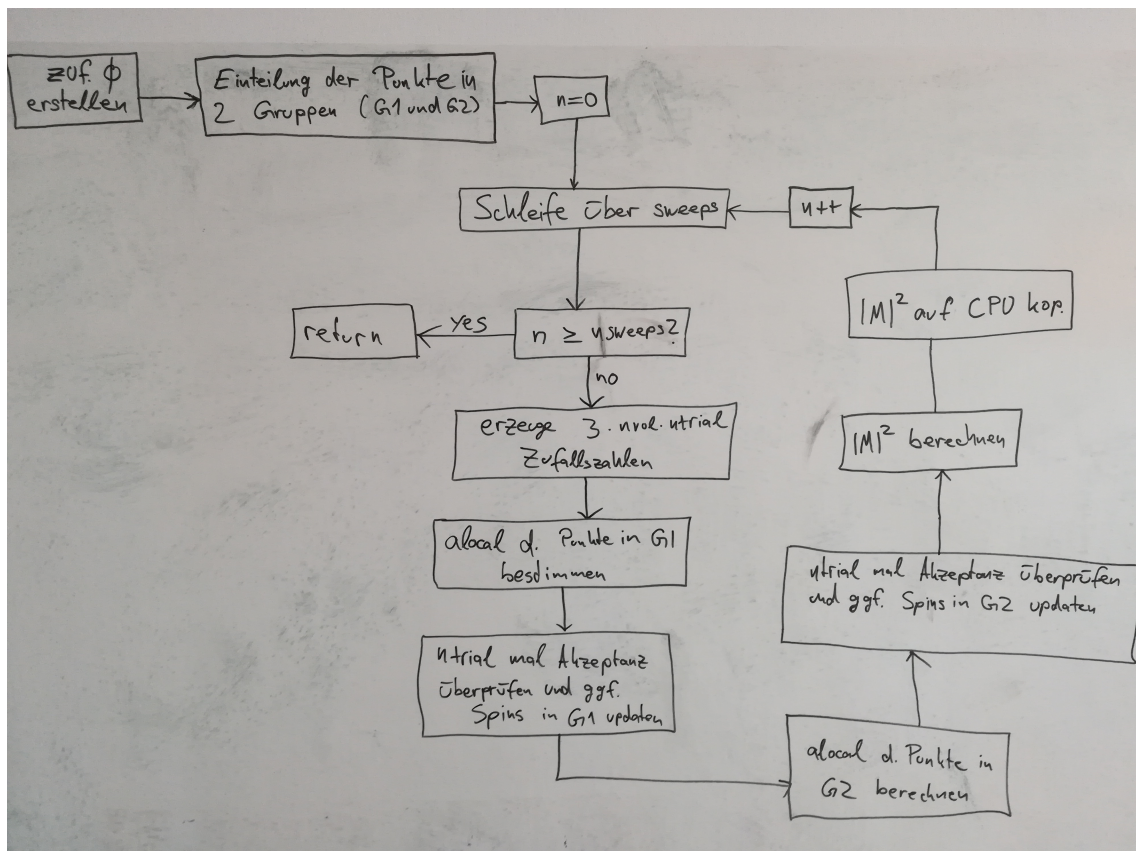 zuf. ϕ
erstellen
Einteilung der Punkte in
2 Gruppen (G1 und G2)
n=0
Schleife über sweeps
n++
|M|² auf CPU kop.
return
yes
n ≥ nsweeps?
no
erzeuge 3·nvol·ntrial
Zufallszahlen
|M|² berechnen
alocal d. Punkte in G1
bestimmen
ntrial mal Akzeptanz überprüfen
und ggf. Spins in G2 updaten
ntrial mal Akzeptanz
überprüfen und ggf.
Spins in G1 updaten
alocal d. Punkte in
G2 berechnen